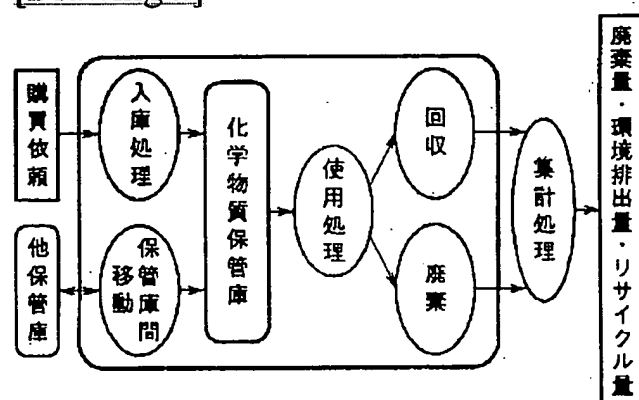 購買依頼
他保管庫
入庫処理
保管庫間
移動
化学物質保管庫
使用処理
回収
廃棄
集計処理
廃棄量・環境排出量・リサイクル量